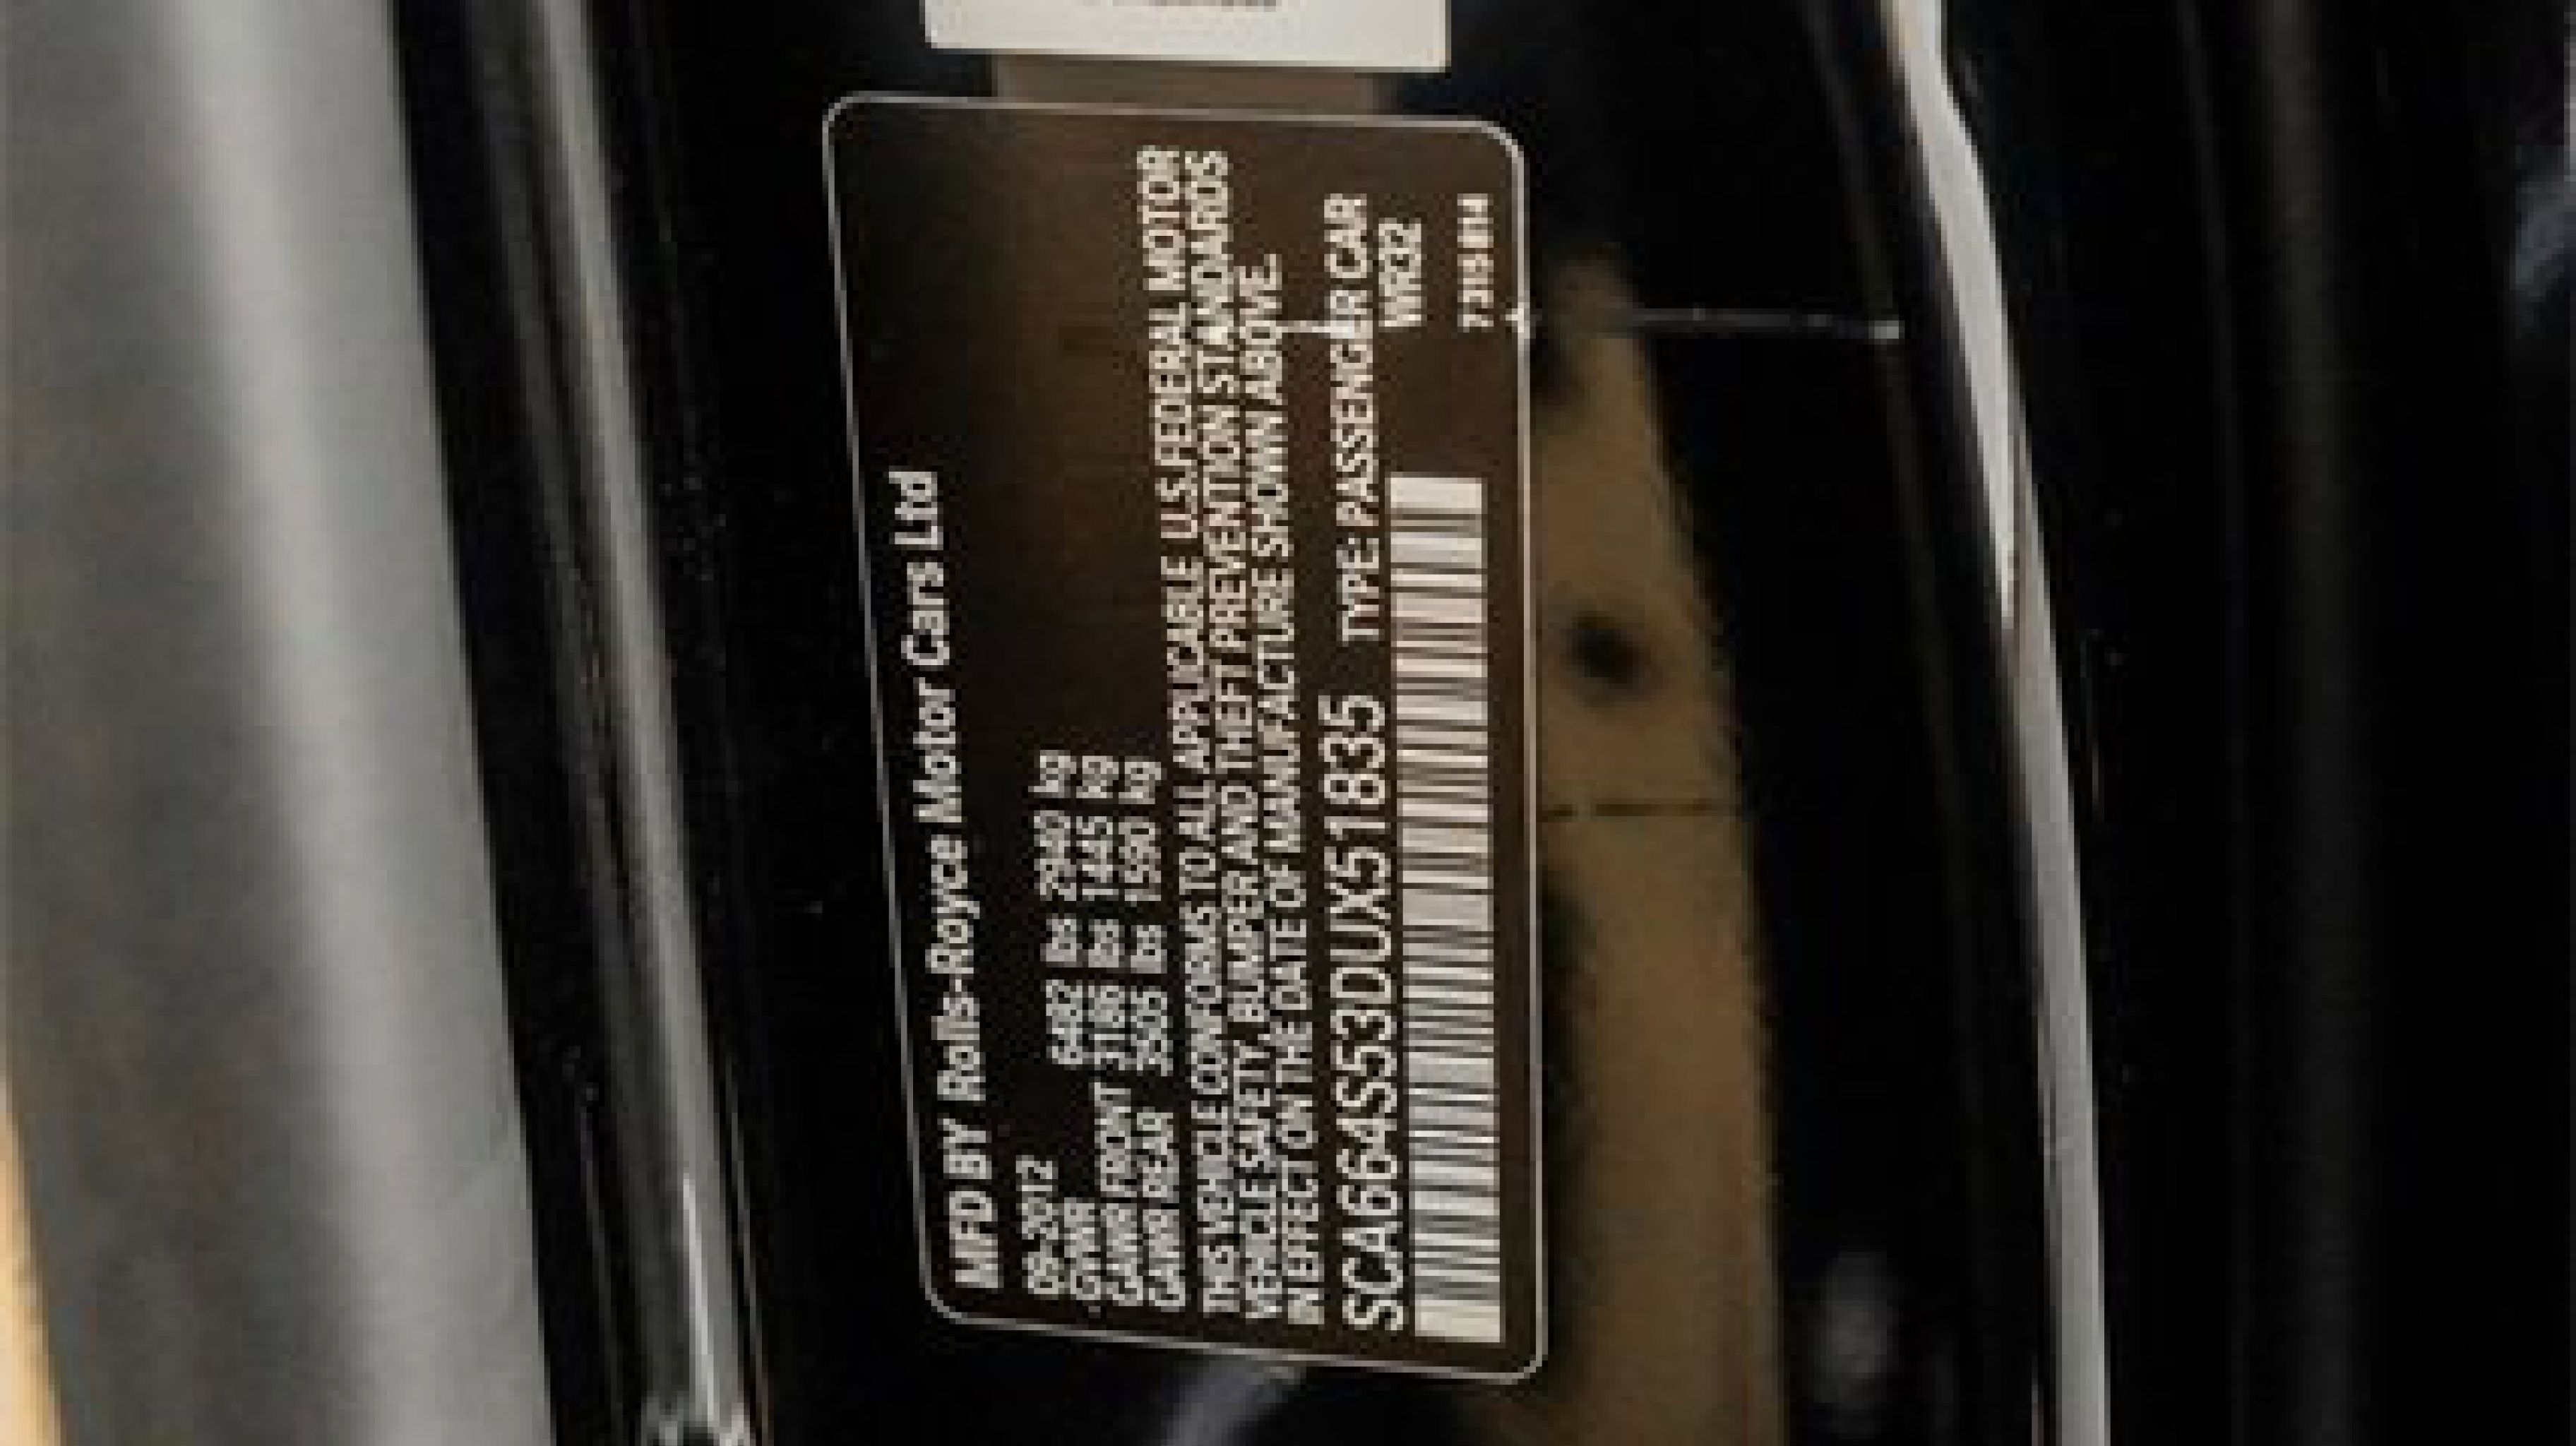 MFD BY Rolls-Royce Motor Cars Ltd
09-2012
GVWR 6482 lbs 2940 kg
GAWR FRONT 3186 lbs 1445 kg
GAWR REAR 3505 lbs 1590 kg
THIS VEHICLE CONFORMS TO ALL APPLICABLE U.S.FEDERAL MOTOR
VEHICLE SAFETY, BUMPER AND THEFT PREVENTION STANDARDS
IN EFFECT ON THE DATE OF MANUFACTURE SHOWN ABOVE.
SCA664S53DUX51835 TYPE: PASSENGER CAR
WR32